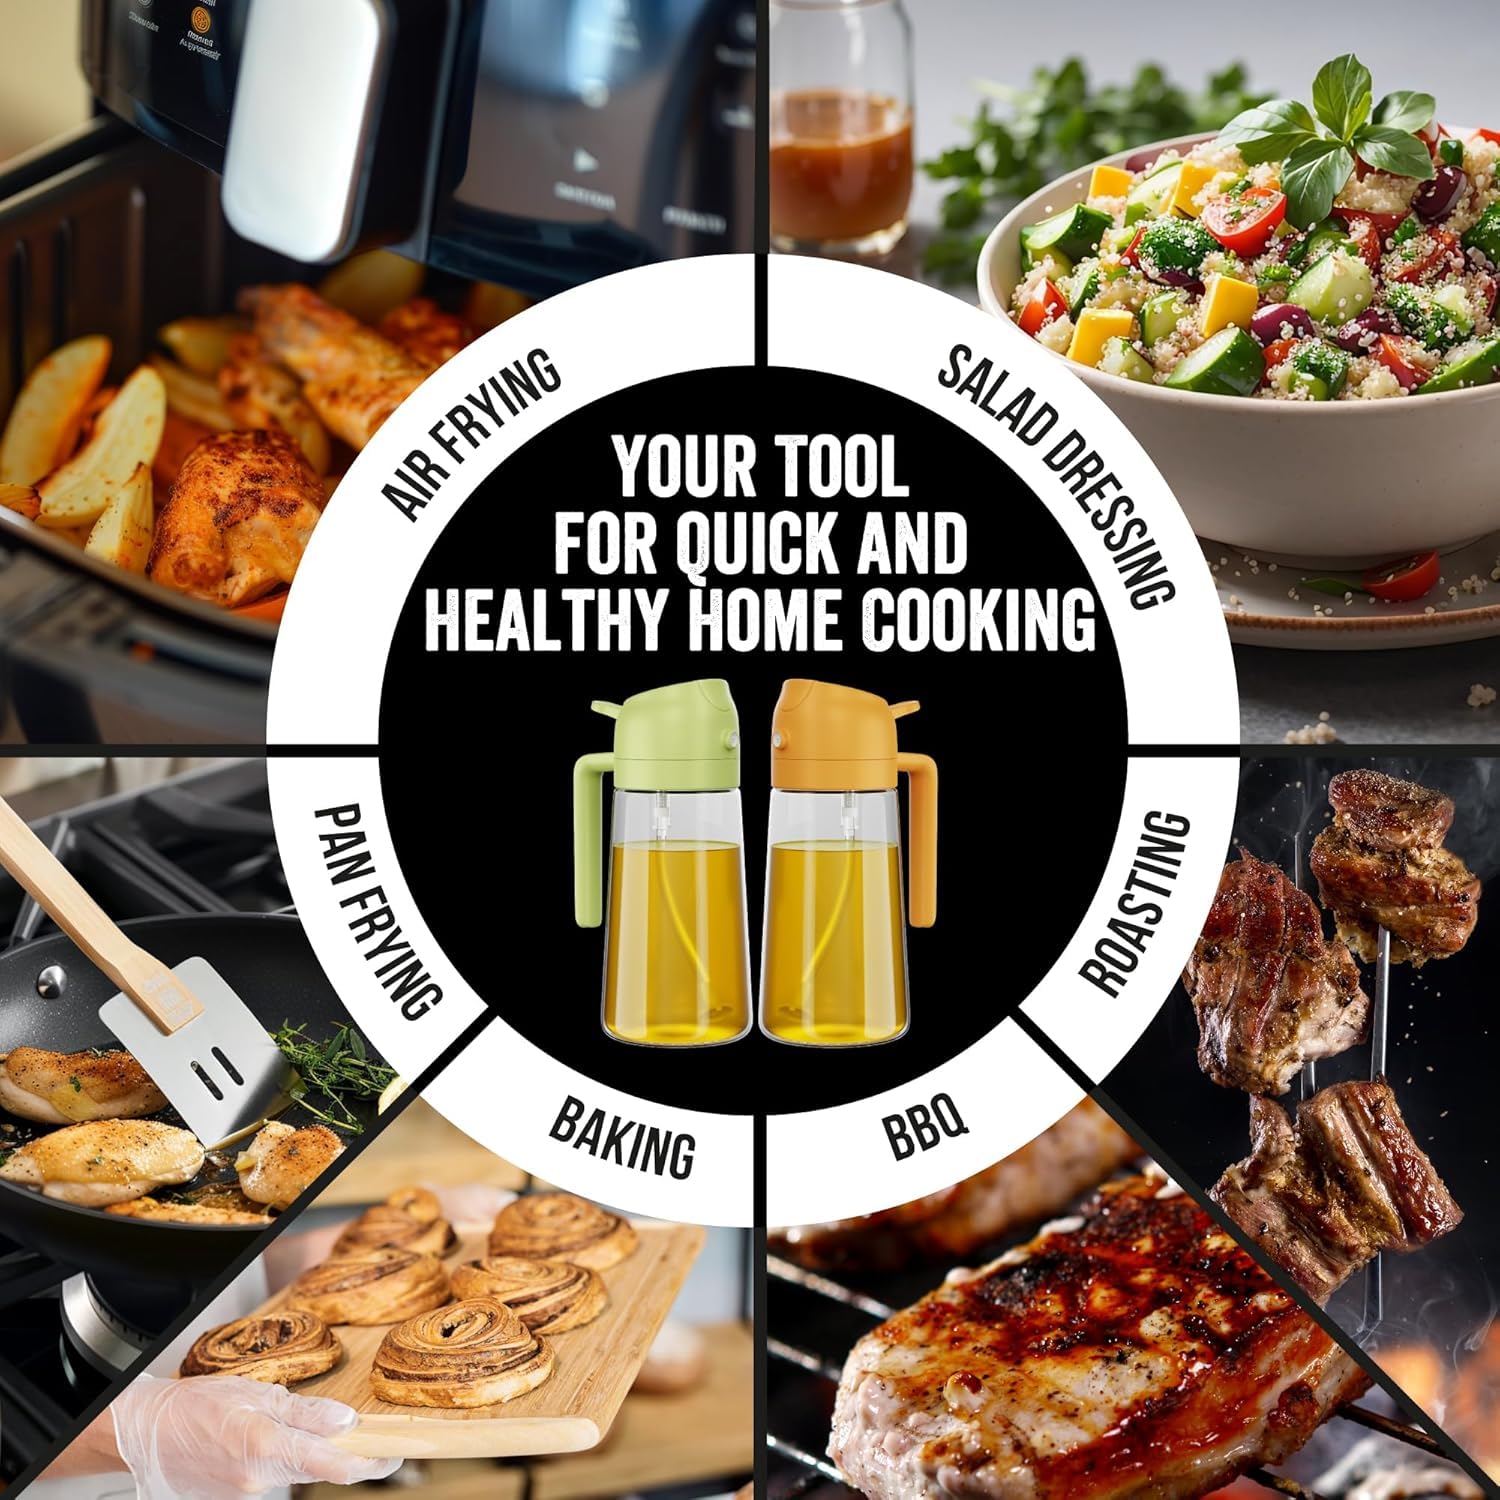 YOUR TOOL
FOR QUICK AND
HEALTHY HOME COOKING
AIR FRYING
SALAD DRESSING
PAN FRYING
ROASTING
BAKING
BBQ